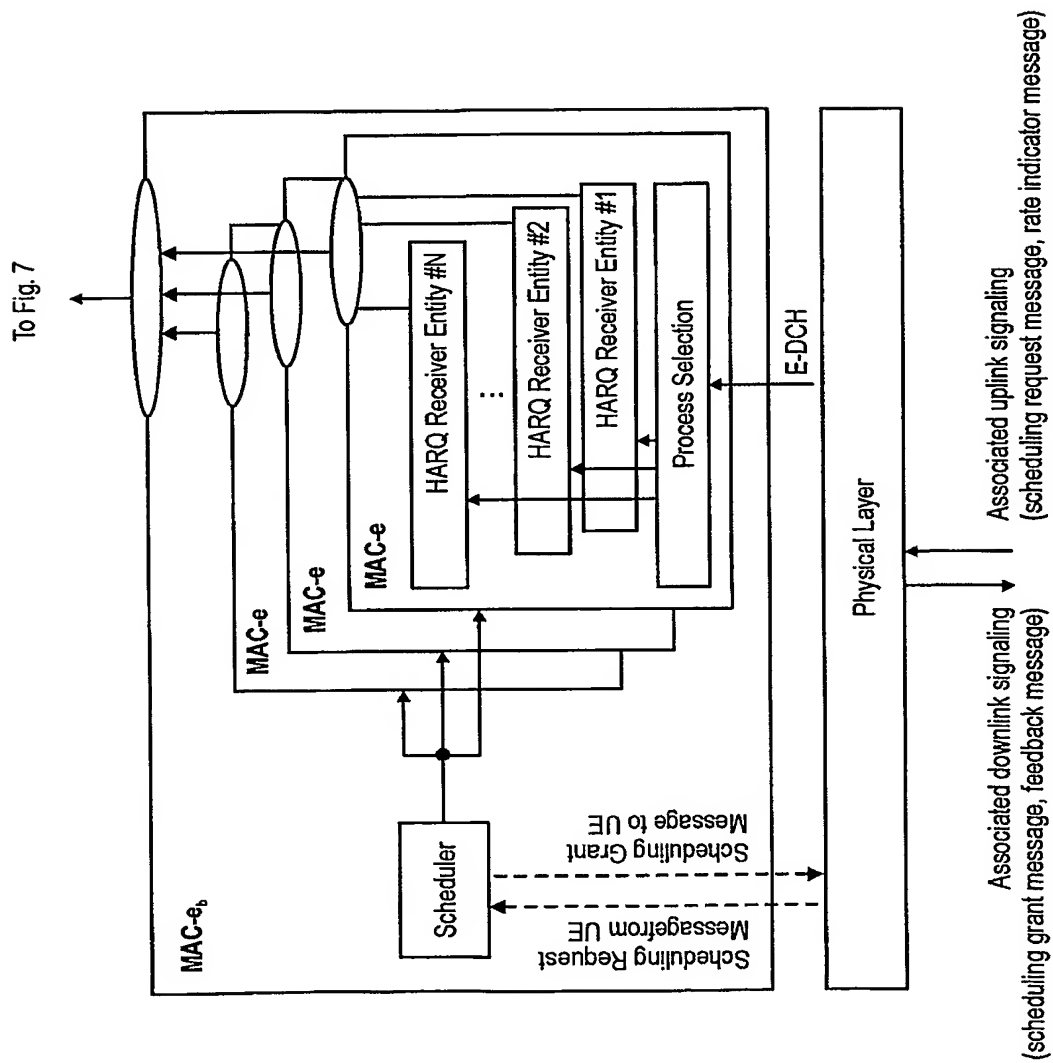 To Fig. 7
MAC-e_b
MAC-e
MAC-e
MAC-e
HARQ Receiver Entity #N
...
HARQ Receiver Entity #2
HARQ Receiver Entity #1
Process Selection
Scheduler
Scheduling Request
Messagefrom UE
Scheduling Grant
Message to UE
E-DCH
Physical Layer
Associated downlink signaling
(scheduling grant message, feedback message)
Associated uplink signaling
(scheduling request message, rate indicator message)